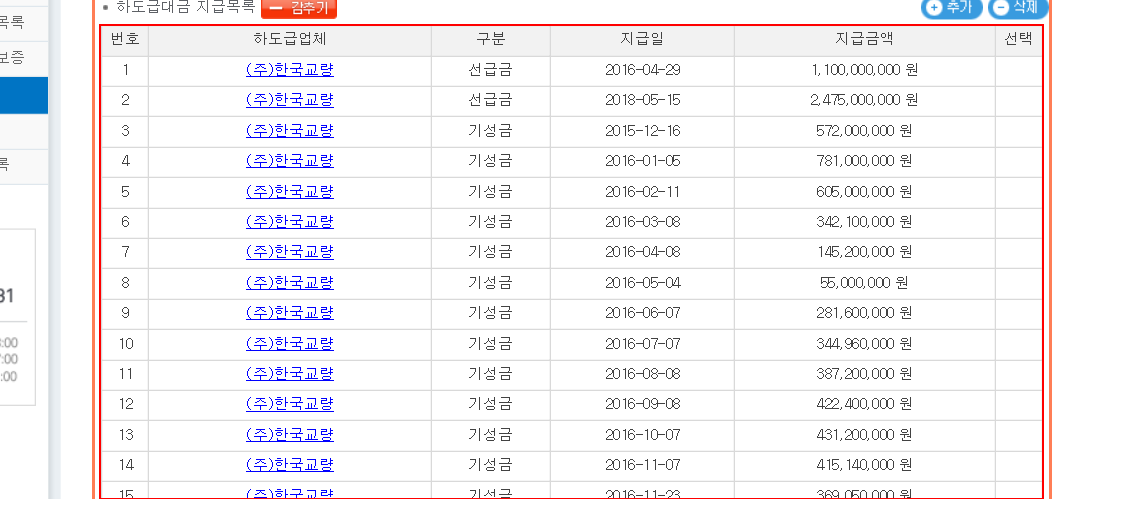 목록
보증
록
31
:00
:00
:00
• 하도급대금 지급목록 감추기 추가 삭제
번호 하도급업체 구분 지급일 지급금액 선택
1 (주)한국교량 선급금 2016-04-29 1,100,000,000 원
2 (주)한국교량 선급금 2018-05-15 2,475,000,000 원
3 (주)한국교량 기성금 2015-12-16 572,000,000 원
4 (주)한국교량 기성금 2016-01-05 781,000,000 원
5 (주)한국교량 기성금 2016-02-11 605,000,000 원
6 (주)한국교량 기성금 2016-03-08 342,100,000 원
7 (주)한국교량 기성금 2016-04-08 145,200,000 원
8 (주)한국교량 기성금 2016-05-04 55,000,000 원
9 (주)한국교량 기성금 2016-06-07 281,600,000 원
10 (주)한국교량 기성금 2016-07-07 344,960,000 원
11 (주)한국교량 기성금 2016-08-08 387,200,000 원
12 (주)한국교량 기성금 2016-09-08 422,400,000 원
13 (주)한국교량 기성금 2016-10-07 431,200,000 원
14 (주)한국교량 기성금 2016-11-07 415,140,000 원
15 (주)한국교량 기성금 2016-11-23 369,050,000 원